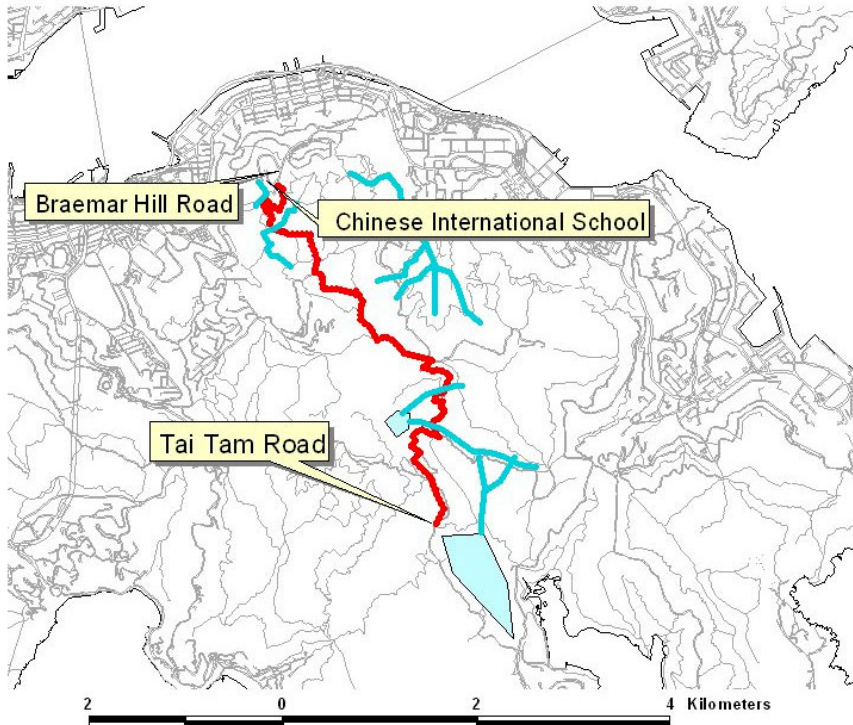 Braemar Hill Road
Chinese International School
Tai Tam Road
2 0 2 4 Kilometers